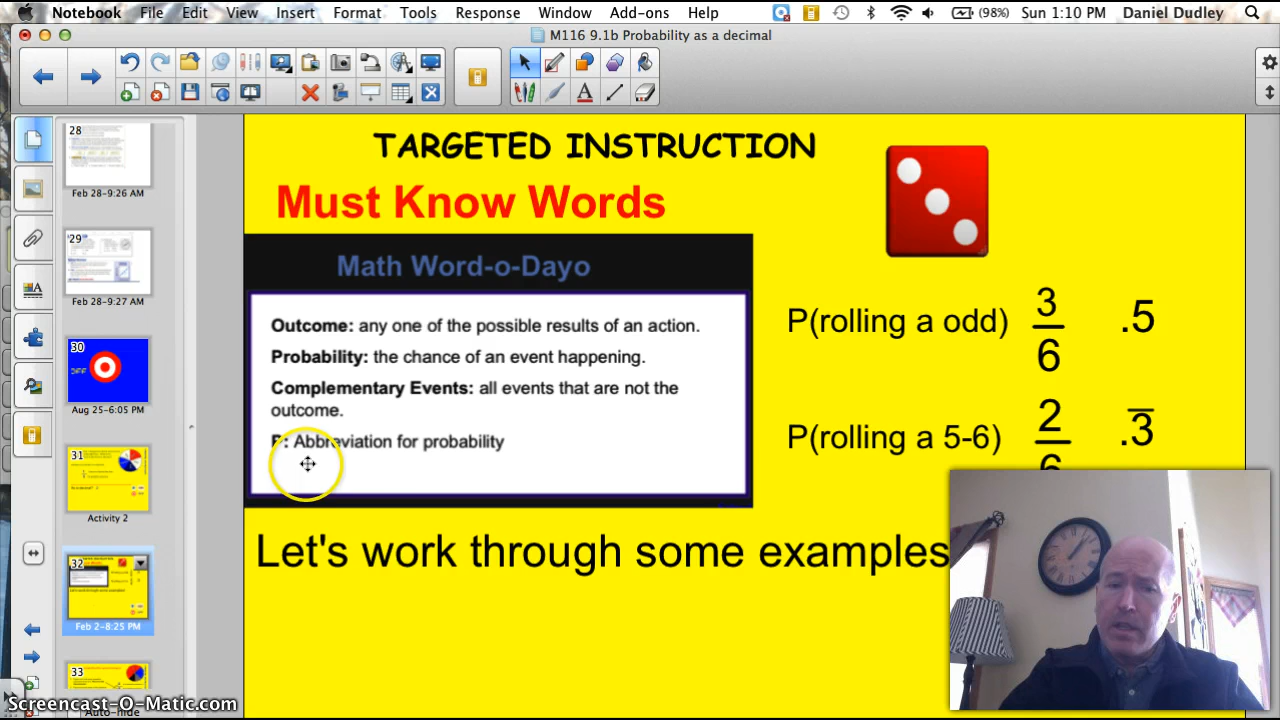 Notebook File Edit View Insert Format Tools Response Window Add-ons Help (98%) Sun 1:10 PM Daniel Dudley
M116 9.1b Probability as a decimal
28
Feb 28-9:26 AM
29
Feb 28-9:27 AM
30
Aug 25-6:05 PM
31
Activity 2
32
Feb 2-8:25 PM
33
Auto-hide
TARGETED INSTRUCTION
Must Know Words
Math Word-o-Dayo
Outcome: any one of the possible results of an action.
Probability: the chance of an event happening.
Complementary Events: all events that are not the
outcome.
P: Abbreviation for probability
P(rolling a odd) 3/6 .5
P(rolling a 5-6) 2/6 .3̅
Let's work through some examples
Screencast-O-Matic.com